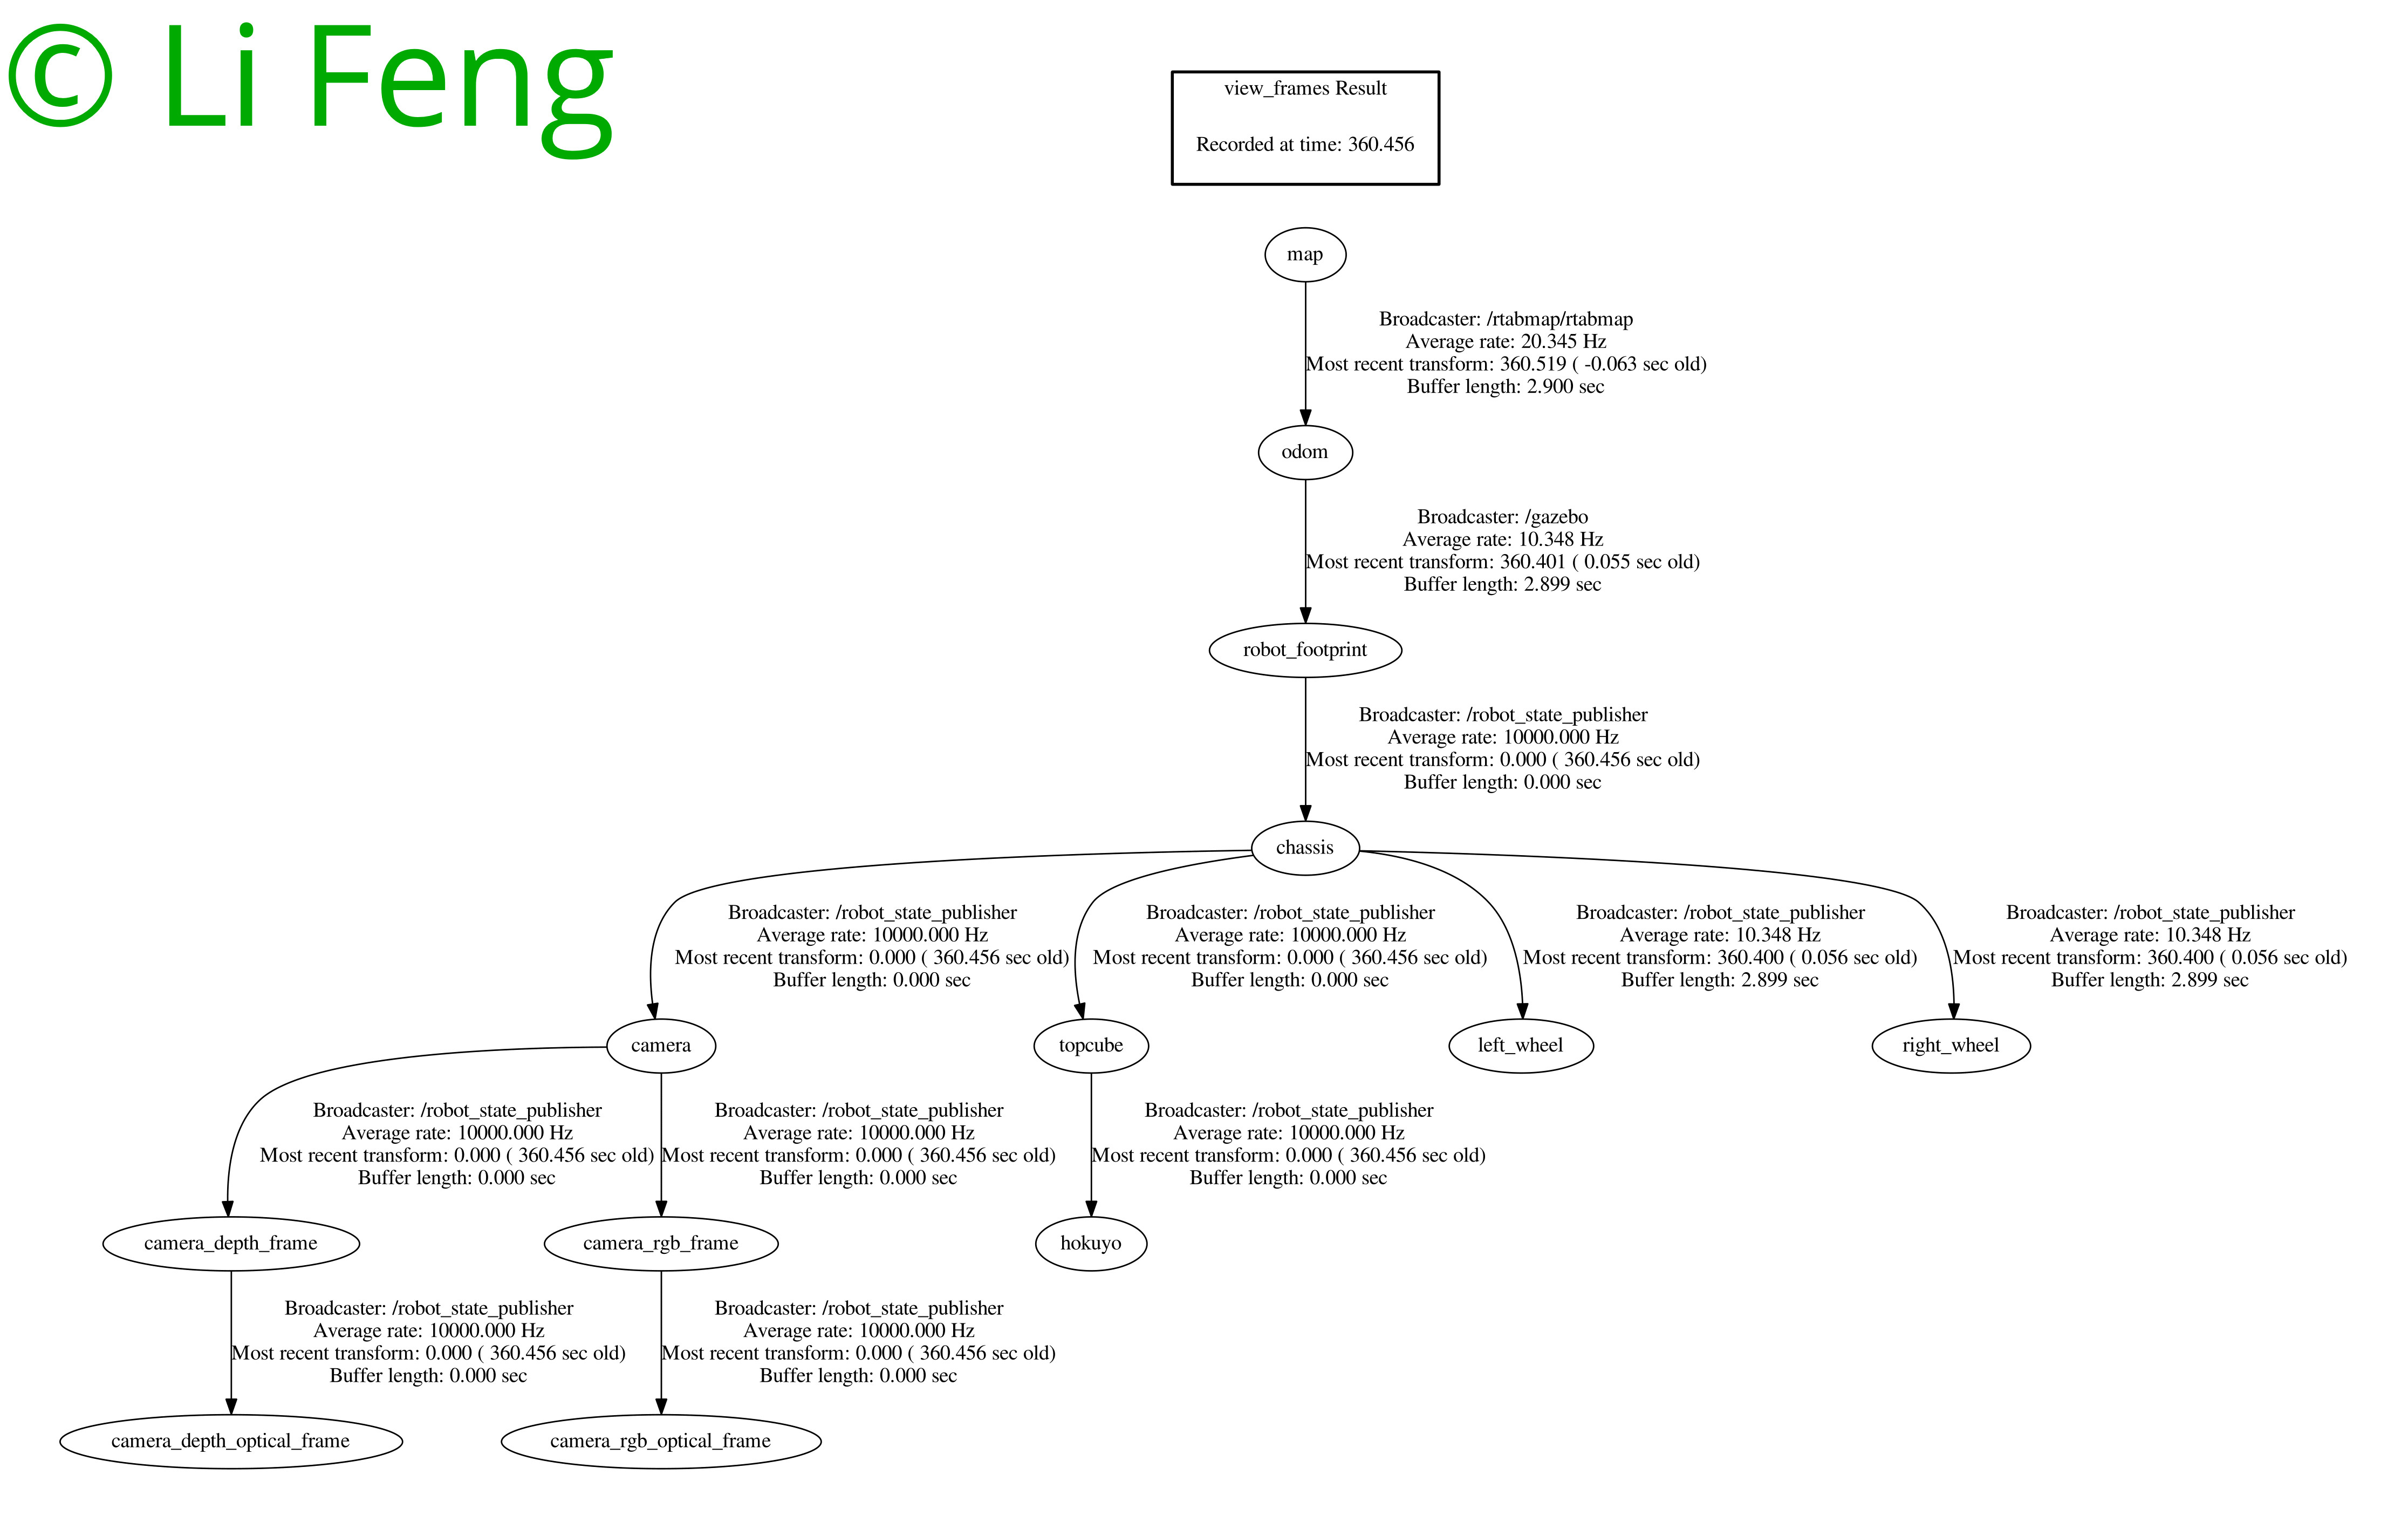 © Li Feng
view_frames Result
Recorded at time: 360.456
map
Broadcaster: /rtabmap/rtabmap
Average rate: 20.345 Hz
Most recent transform: 360.519 ( -0.063 sec old)
Buffer length: 2.900 sec
odom
Broadcaster: /gazebo
Average rate: 10.348 Hz
Most recent transform: 360.401 ( 0.055 sec old)
Buffer length: 2.899 sec
robot_footprint
Broadcaster: /robot_state_publisher
Average rate: 10000.000 Hz
Most recent transform: 0.000 ( 360.456 sec old)
Buffer length: 0.000 sec
chassis
Broadcaster: /robot_state_publisher
Average rate: 10000.000 Hz
Most recent transform: 0.000 ( 360.456 sec old)
Buffer length: 0.000 sec
Broadcaster: /robot_state_publisher
Average rate: 10000.000 Hz
Most recent transform: 0.000 ( 360.456 sec old)
Buffer length: 0.000 sec
Broadcaster: /robot_state_publisher
Average rate: 10.348 Hz
Most recent transform: 360.400 ( 0.056 sec old)
Buffer length: 2.899 sec
Broadcaster: /robot_state_publisher
Average rate: 10.348 Hz
Most recent transform: 360.400 ( 0.056 sec old)
Buffer length: 2.899 sec
camera
topcube
left_wheel
right_wheel
Broadcaster: /robot_state_publisher
Average rate: 10000.000 Hz
Most recent transform: 0.000 ( 360.456 sec old)
Buffer length: 0.000 sec
Broadcaster: /robot_state_publisher
Average rate: 10000.000 Hz
Most recent transform: 0.000 ( 360.456 sec old)
Buffer length: 0.000 sec
Broadcaster: /robot_state_publisher
Average rate: 10000.000 Hz
Most recent transform: 0.000 ( 360.456 sec old)
Buffer length: 0.000 sec
camera_depth_frame
camera_rgb_frame
hokuyo
Broadcaster: /robot_state_publisher
Average rate: 10000.000 Hz
Most recent transform: 0.000 ( 360.456 sec old)
Buffer length: 0.000 sec
Broadcaster: /robot_state_publisher
Average rate: 10000.000 Hz
Most recent transform: 0.000 ( 360.456 sec old)
Buffer length: 0.000 sec
camera_depth_optical_frame
camera_rgb_optical_frame